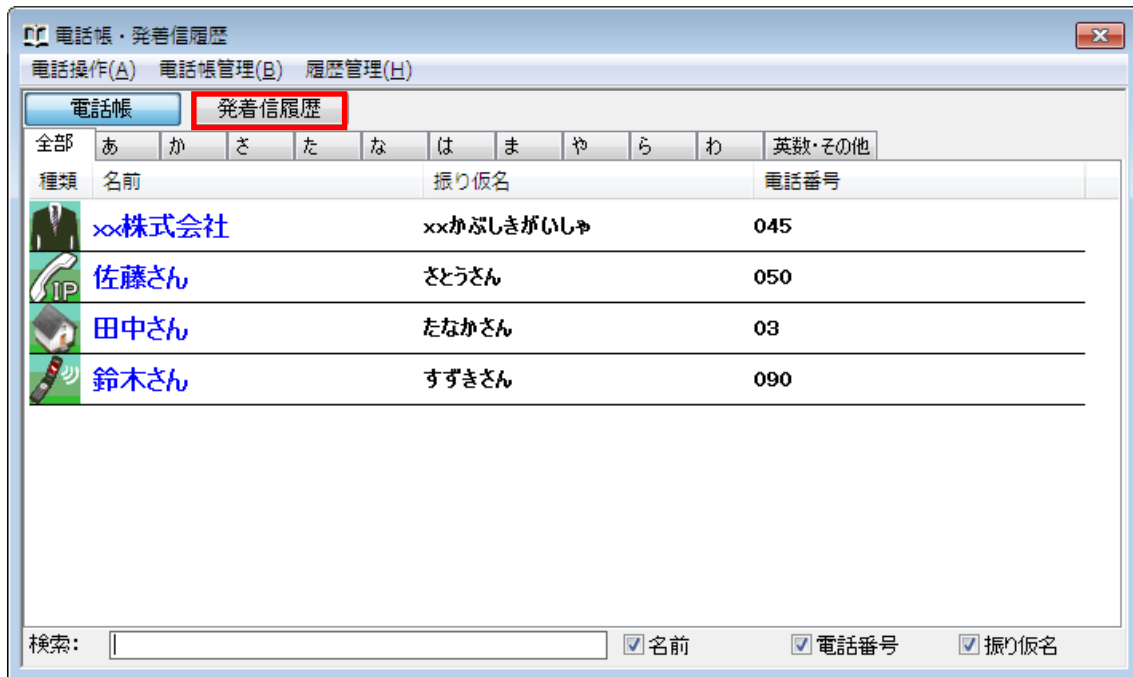 電話帳・発着信履歴
電話操作(A) 電話帳管理(B) 履歴管理(H)
電話帳 発着信履歴
全部 あ か さ た な は ま や ら わ 英数・その他
種類 名前 振り仮名 電話番号
xx株式会社 xxかぶしきがいしゃ 045
IP 佐藤さん さとうさん 050
田中さん たなかさん 03
鈴木さん すずきさん 090
検索: 名前 電話番号 振り仮名